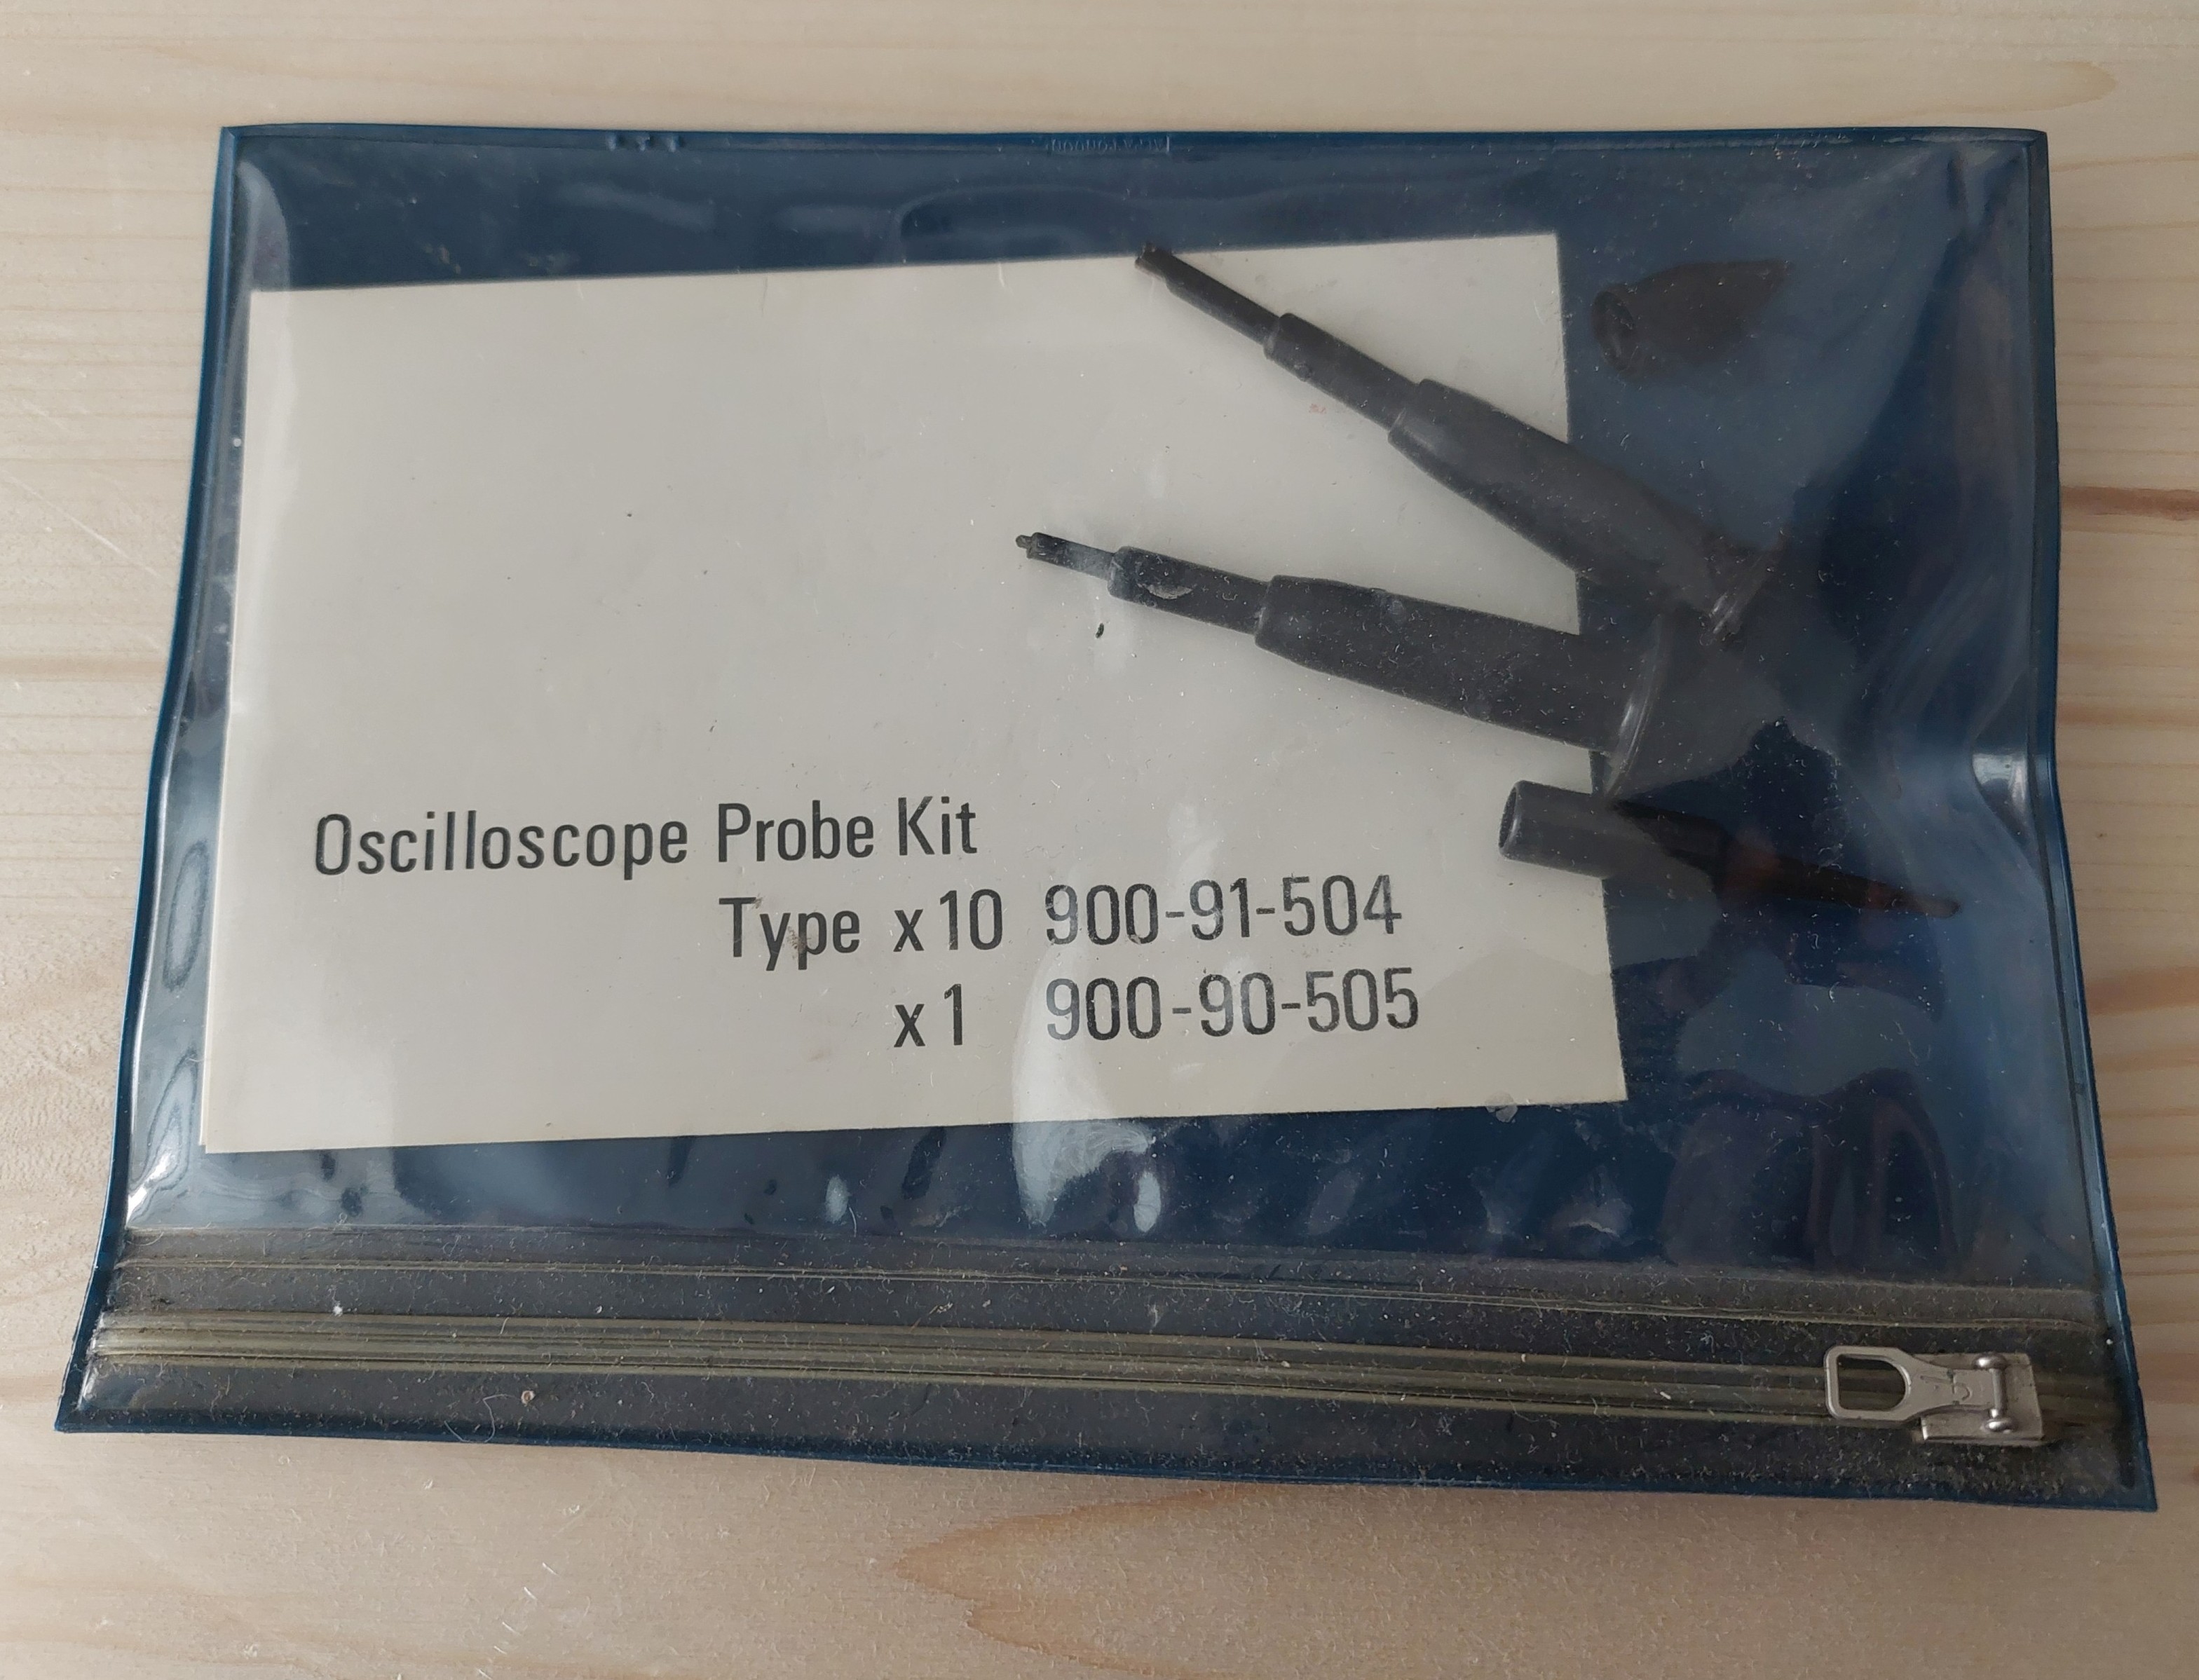 Oscilloscope Probe Kit
Type x10 900-91-504
x1 900-90-505